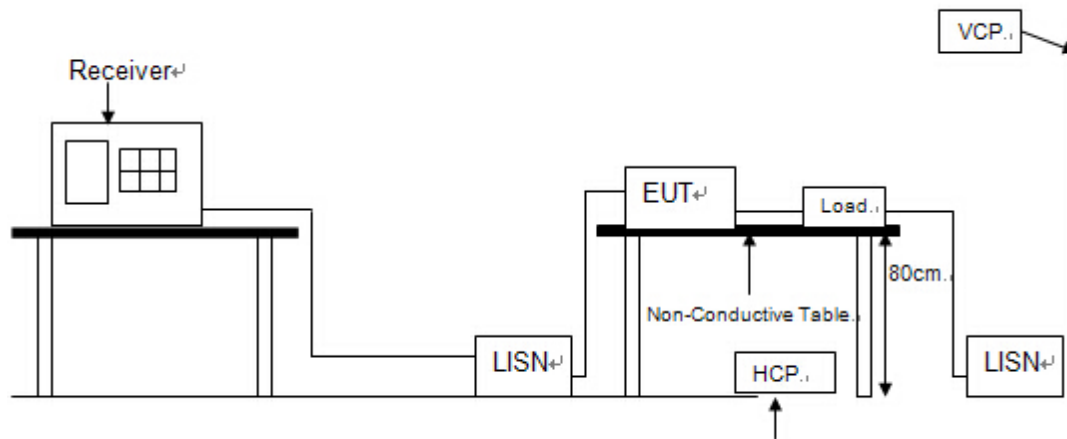 VCP.
Receiver
EUT
Load.
80cm.
Non-Conductive Table.
LISN
HCP.
LISN